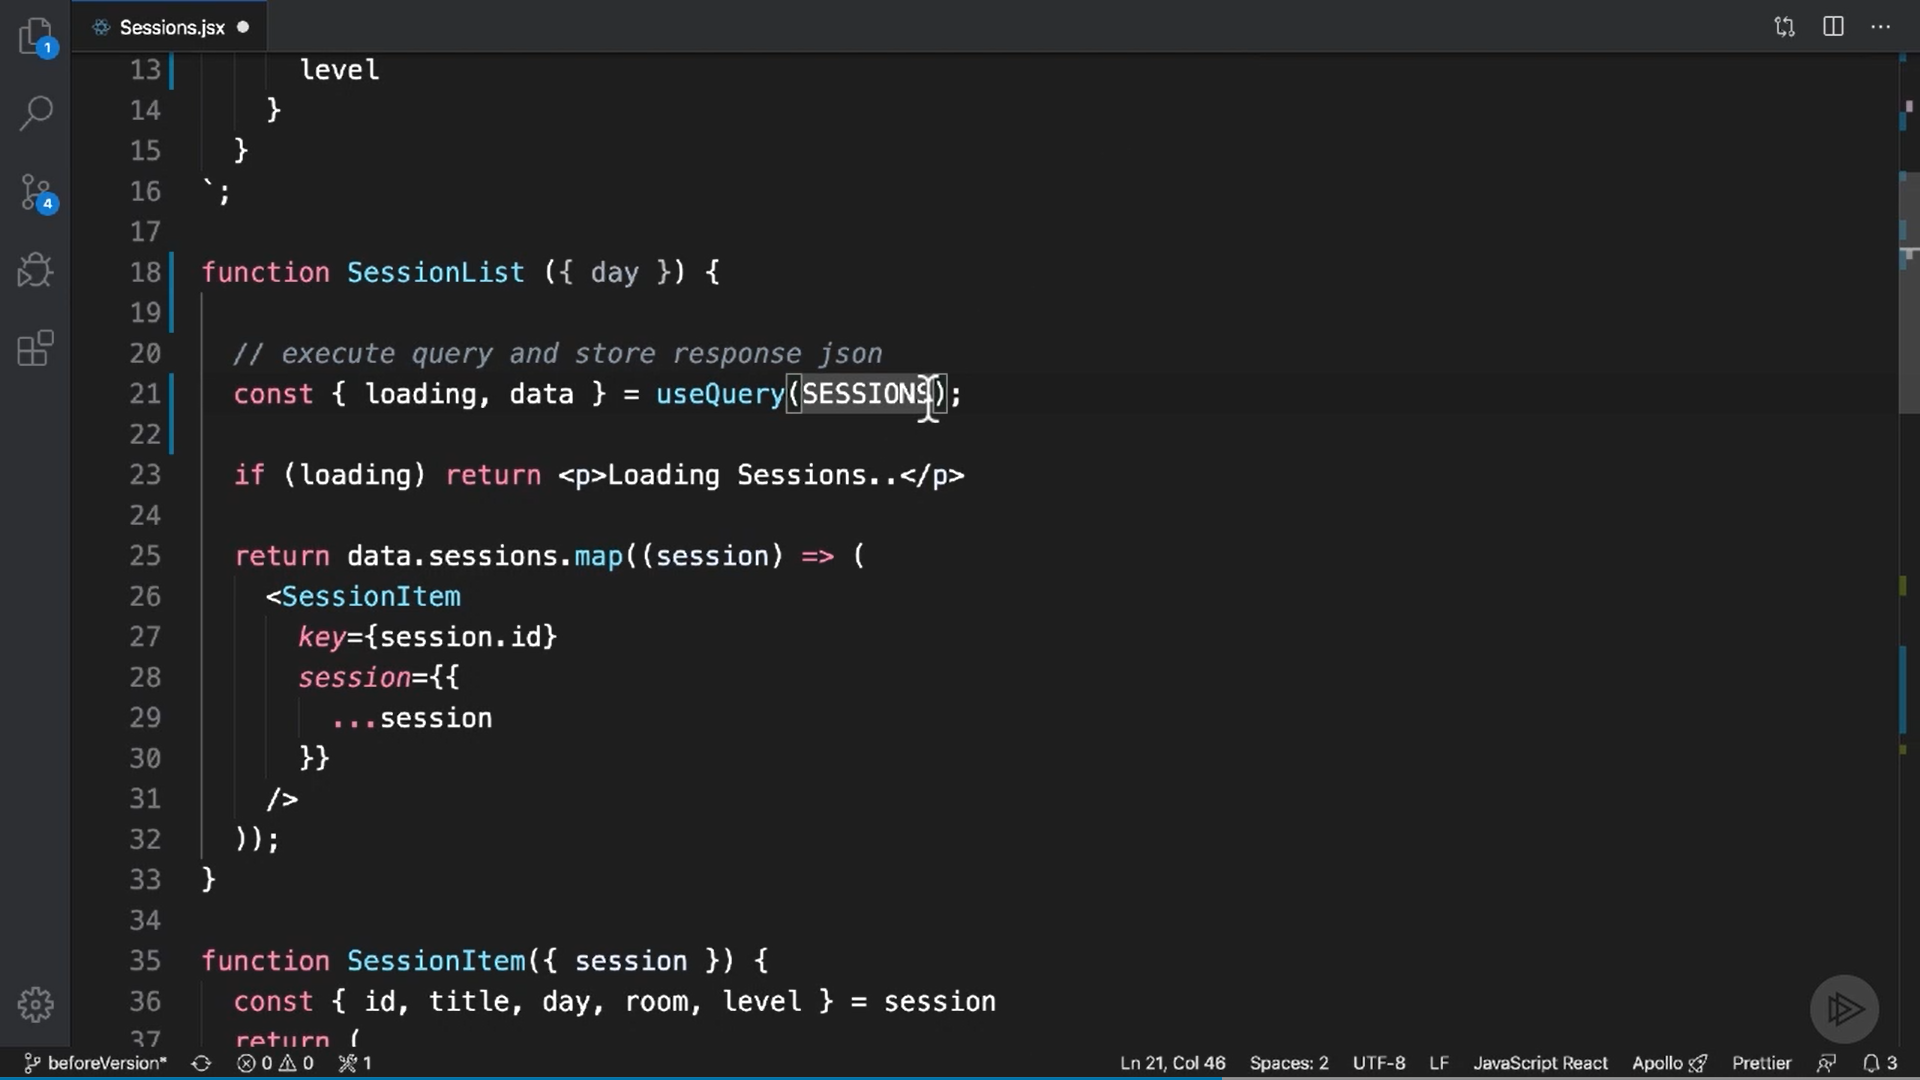 Sessions.jsx
1
13 level
14 }
15 }
16 `;
17
18 function SessionList ({ day }) {
19
20 // execute query and store response json
21 const { loading, data } = useQuery(SESSIONS);
22
23 if (loading) return <p>Loading Sessions..</p>
24
25 return data.sessions.map((session) => (
26 <SessionItem
27 key={session.id}
28 session={{
29 ...session
30 }}
31 />
32 ));
33 }
34
35 function SessionItem({ session }) {
36 const { id, title, day, room, level } = session
37 return (
4
beforeVersion* 0 0 1 Ln 21, Col 46 Spaces: 2 UTF-8 LF JavaScript React Apollo Prettier 3